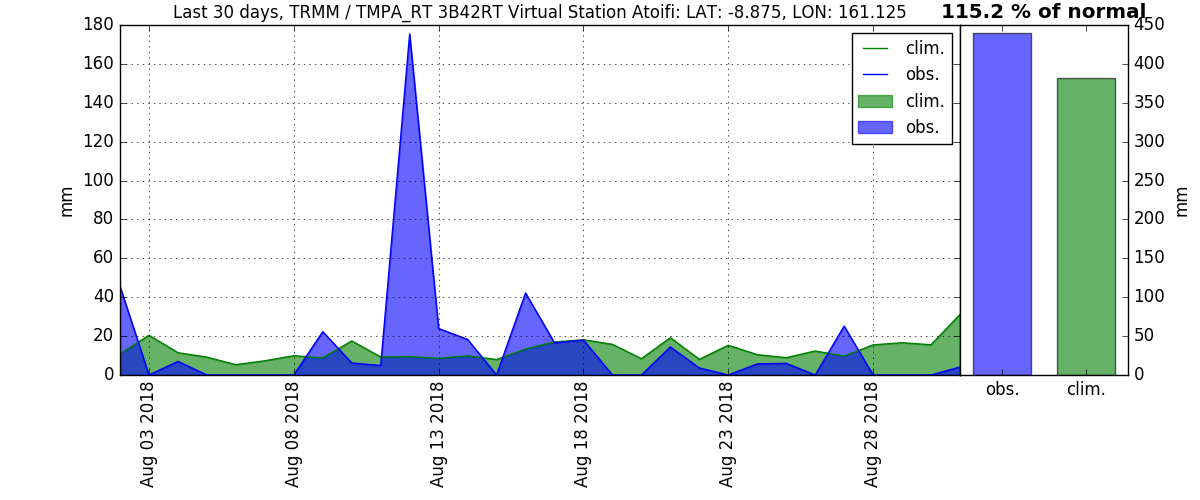 Last 30 days, TRMM / TMPA_RT 3B42RT Virtual Station Atoifi: LAT: -8.875, LON: 161.125
115.2 % of normal
180
160
140
120
100
80
60
40
20
0
mm
clim.
obs.
clim.
obs.
450
400
350
300
250
200
150
100
50
0
mm
obs.
clim.
Aug 03 2018
Aug 08 2018
Aug 13 2018
Aug 18 2018
Aug 23 2018
Aug 28 2018